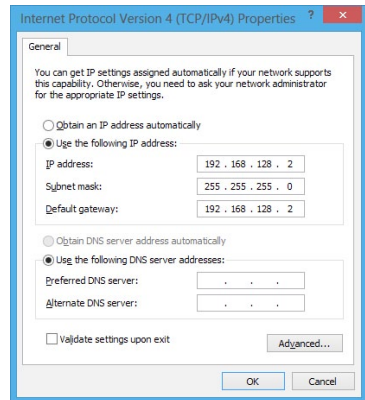 Internet Protocol Version 4 (TCP/IPv4) Properties ? ×
General
You can get IP settings assigned automatically if your network supports
this capability. Otherwise, you need to ask your network administrator
for the appropriate IP settings.
Obtain an IP address automatically
Use the following IP address:
IP address: 192 . 168 . 128 . 2
Subnet mask: 255 . 255 . 255 . 0
Default gateway: 192 . 168 . 128 . 2
Obtain DNS server address automatically
Use the following DNS server addresses:
Preferred DNS server: . . .
Alternate DNS server: . . .
Validate settings upon exit
Advanced...
OK Cancel